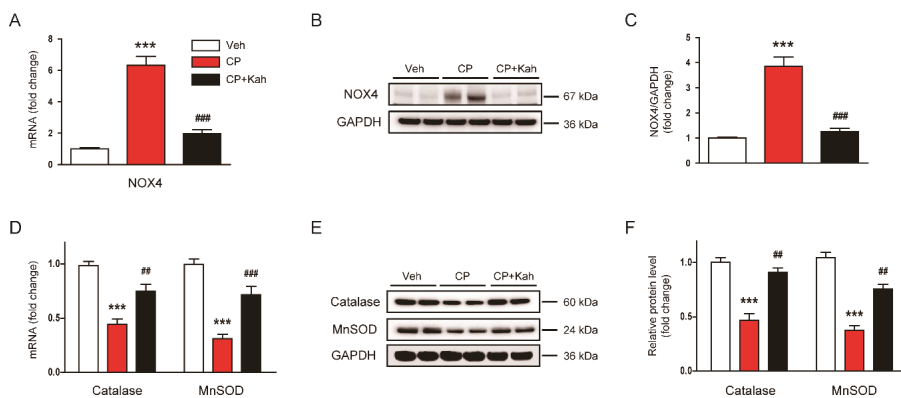 A
mRNA (fold change)
8
6
4
2
0
***
###
Veh
CP
CP+Kah
NOX4
B
Veh CP CP+Kah
NOX4 67 kDa
GAPDH 36 kDa
C
NOX4/GAPDH
(fold change)
5
4
3
2
1
0
***
###
D
mRNA (fold change)
1.0
0.5
1.0
***
##
***
###
Catalase MnSOD
E
Veh CP CP+Kah
Catalase 60 kDa
MnSOD 24 kDa
GAPDH 36 kDa
F
Relative protein level
(fold change)
1.0
0.5
0.0
***
##
***
##
Catalase MnSOD